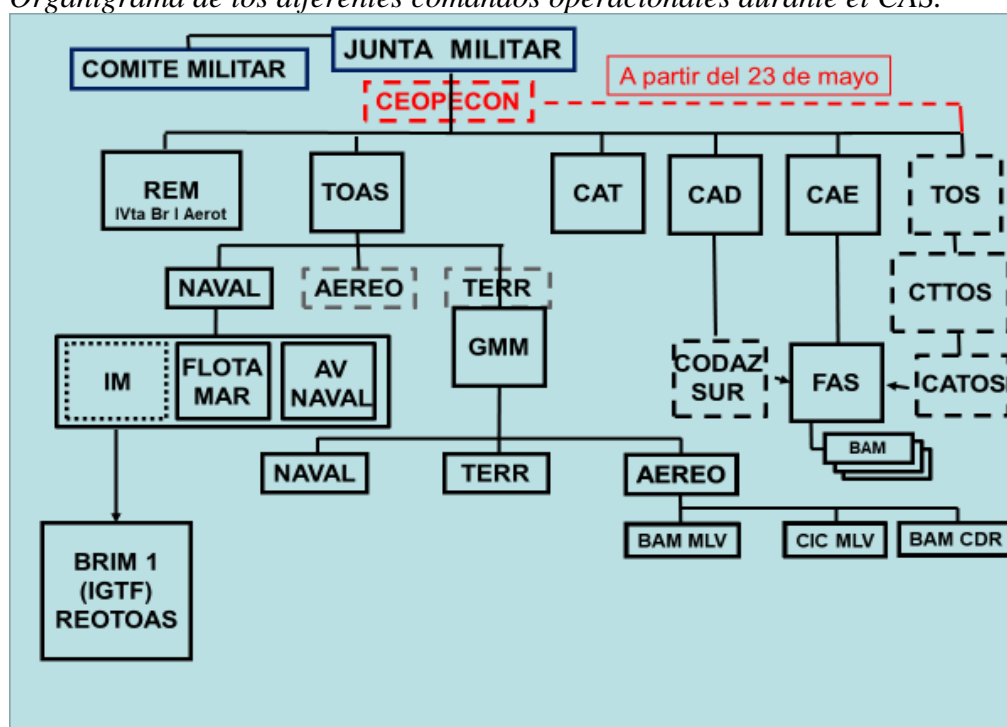 Organigrama de los diferentes comandos operacionales durante el CAS.
JUNTA MILITAR
COMITE MILITAR
A partir del 23 de mayo
CEOPECON
REM
IVta Br I Aerot
TOAS
CAT
CAD
CAE
TOS
NAVAL
AEREO
TERR
CTTOS
GMM
IM
FLOTA
MAR
AV
NAVAL
CODAZ
SUR
FAS
CATOS
BAM
NAVAL
TERR
AEREO
BAM MLV
CIC MLV
BAM CDR
BRIM 1
(IGTF)
REOTOAS